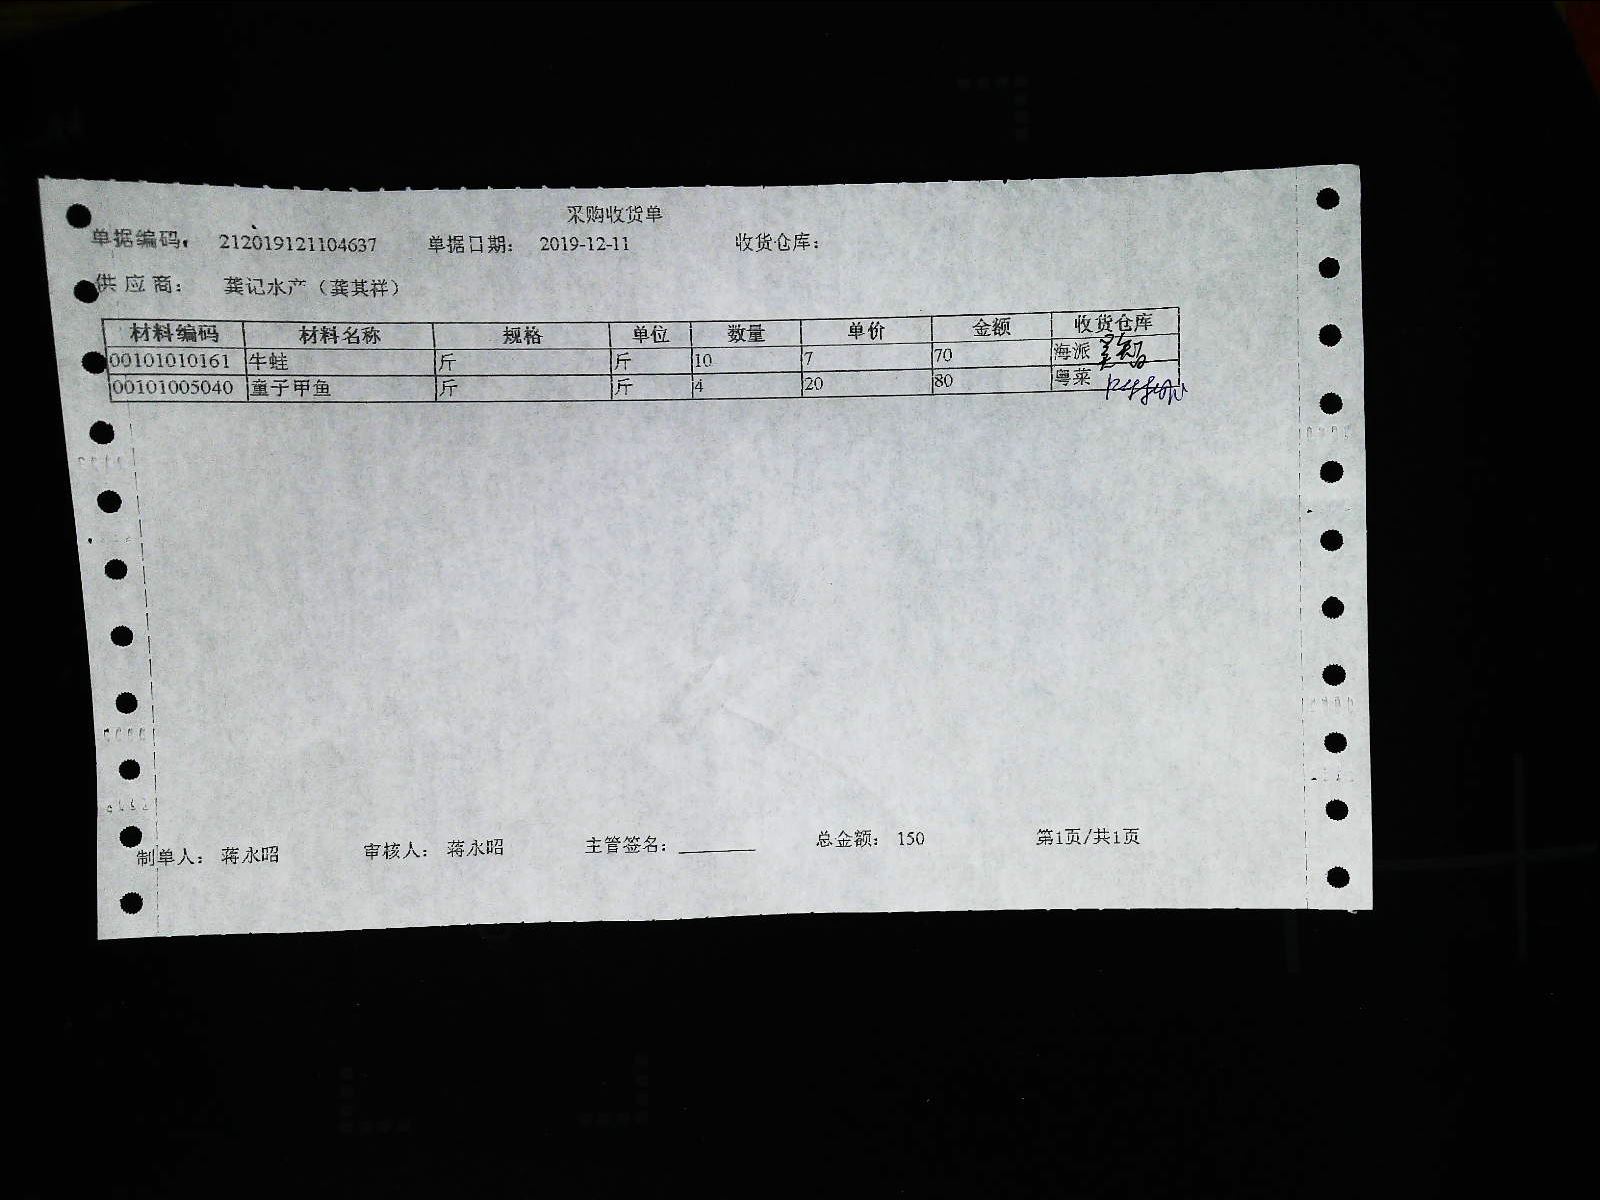 采购收货单
单据编码: 212019121104637 单据日期: 2019-12-11 收货仓库:
供应商: 龚记水产（龚其祥）
材料编码 材料名称 规格 单位 数量 单价 金额 收货仓库
00101010161 牛蛙 斤 斤 10 7 70 海派
00101005040 童子甲鱼 斤 斤 4 20 80 粤菜
制单人: 蒋永昭 审核人: 蒋永昭 主管签名: 总金额: 150 第1页/共1页